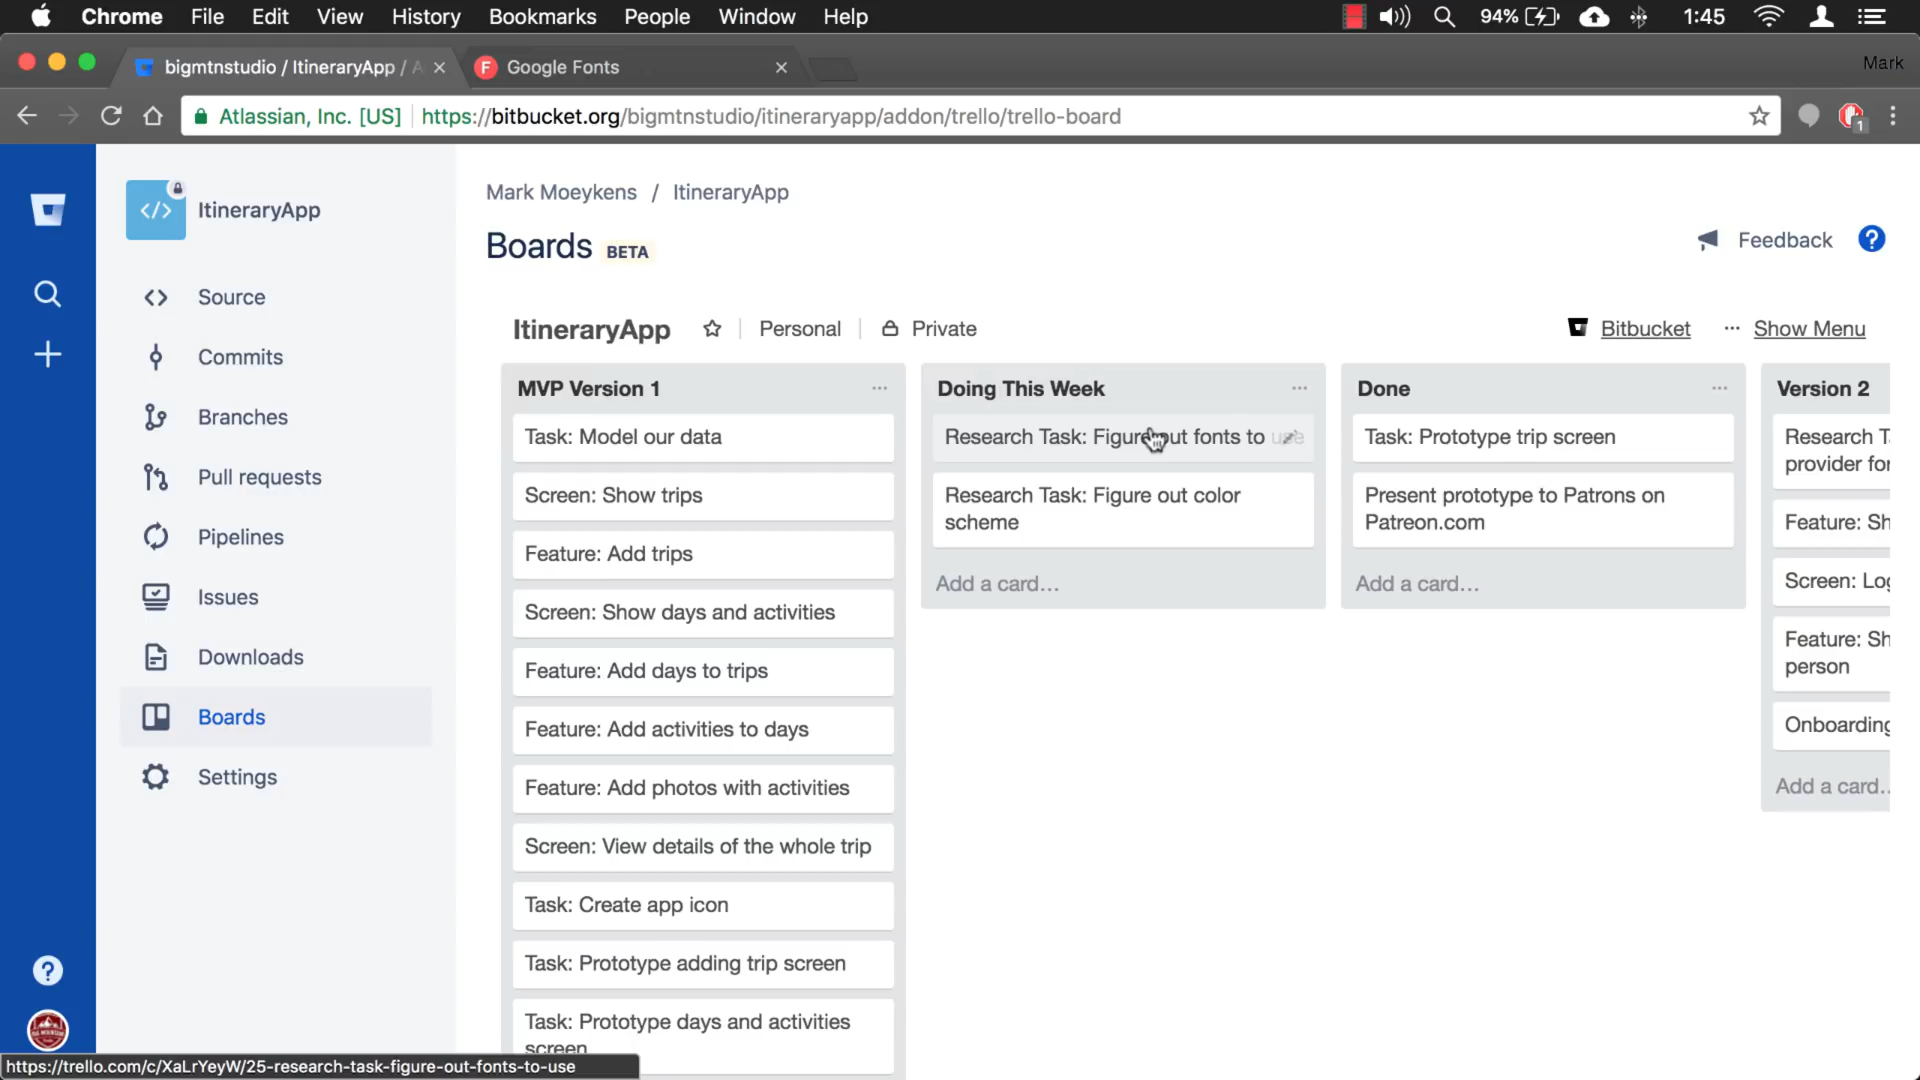 Chrome File Edit View History Bookmarks People Window Help 94% 1:45
bigmtnstudio / ItineraryApp / A Google Fonts Mark
Atlassian, Inc. [US] https://bitbucket.org/bigmtnstudio/itineraryapp/addon/trello/trello-board 1
ItineraryApp
Source
Commits
Branches
Pull requests
Pipelines
Issues
Downloads
Boards
Settings
Mark Moeykens / ItineraryApp
Boards BETA
Feedback
ItineraryApp Personal Private Bitbucket Show Menu
MVP Version 1
Task: Model our data
Screen: Show trips
Feature: Add trips
Screen: Show days and activities
Feature: Add days to trips
Feature: Add activities to days
Feature: Add photos with activities
Screen: View details of the whole trip
Task: Create app icon
Task: Prototype adding trip screen
Task: Prototype days and activities
screen
Doing This Week
Research Task: Figure out fonts to use
Research Task: Figure out color
scheme
Add a card…
Done
Task: Prototype trip screen
Present prototype to Patrons on
Patreon.com
Add a card…
Version 2
Research T
provider for
Feature: Sh
Screen: Log
Feature: Sh
person
Onboarding
Add a card..
https://trello.com/c/XaLrYeyW/25-research-task-figure-out-fonts-to-use